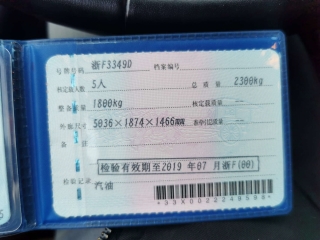 号牌号码 浙F3349D 档案编号
核定载人数 5人 总质量 2300kg
整备质量 1800kg 核定载质量 --
外廓尺寸 5036×1874×1466mm 准牵引总质量 --
备注
检验有效期至2019 年07 月浙F(00)
检验记录
汽油